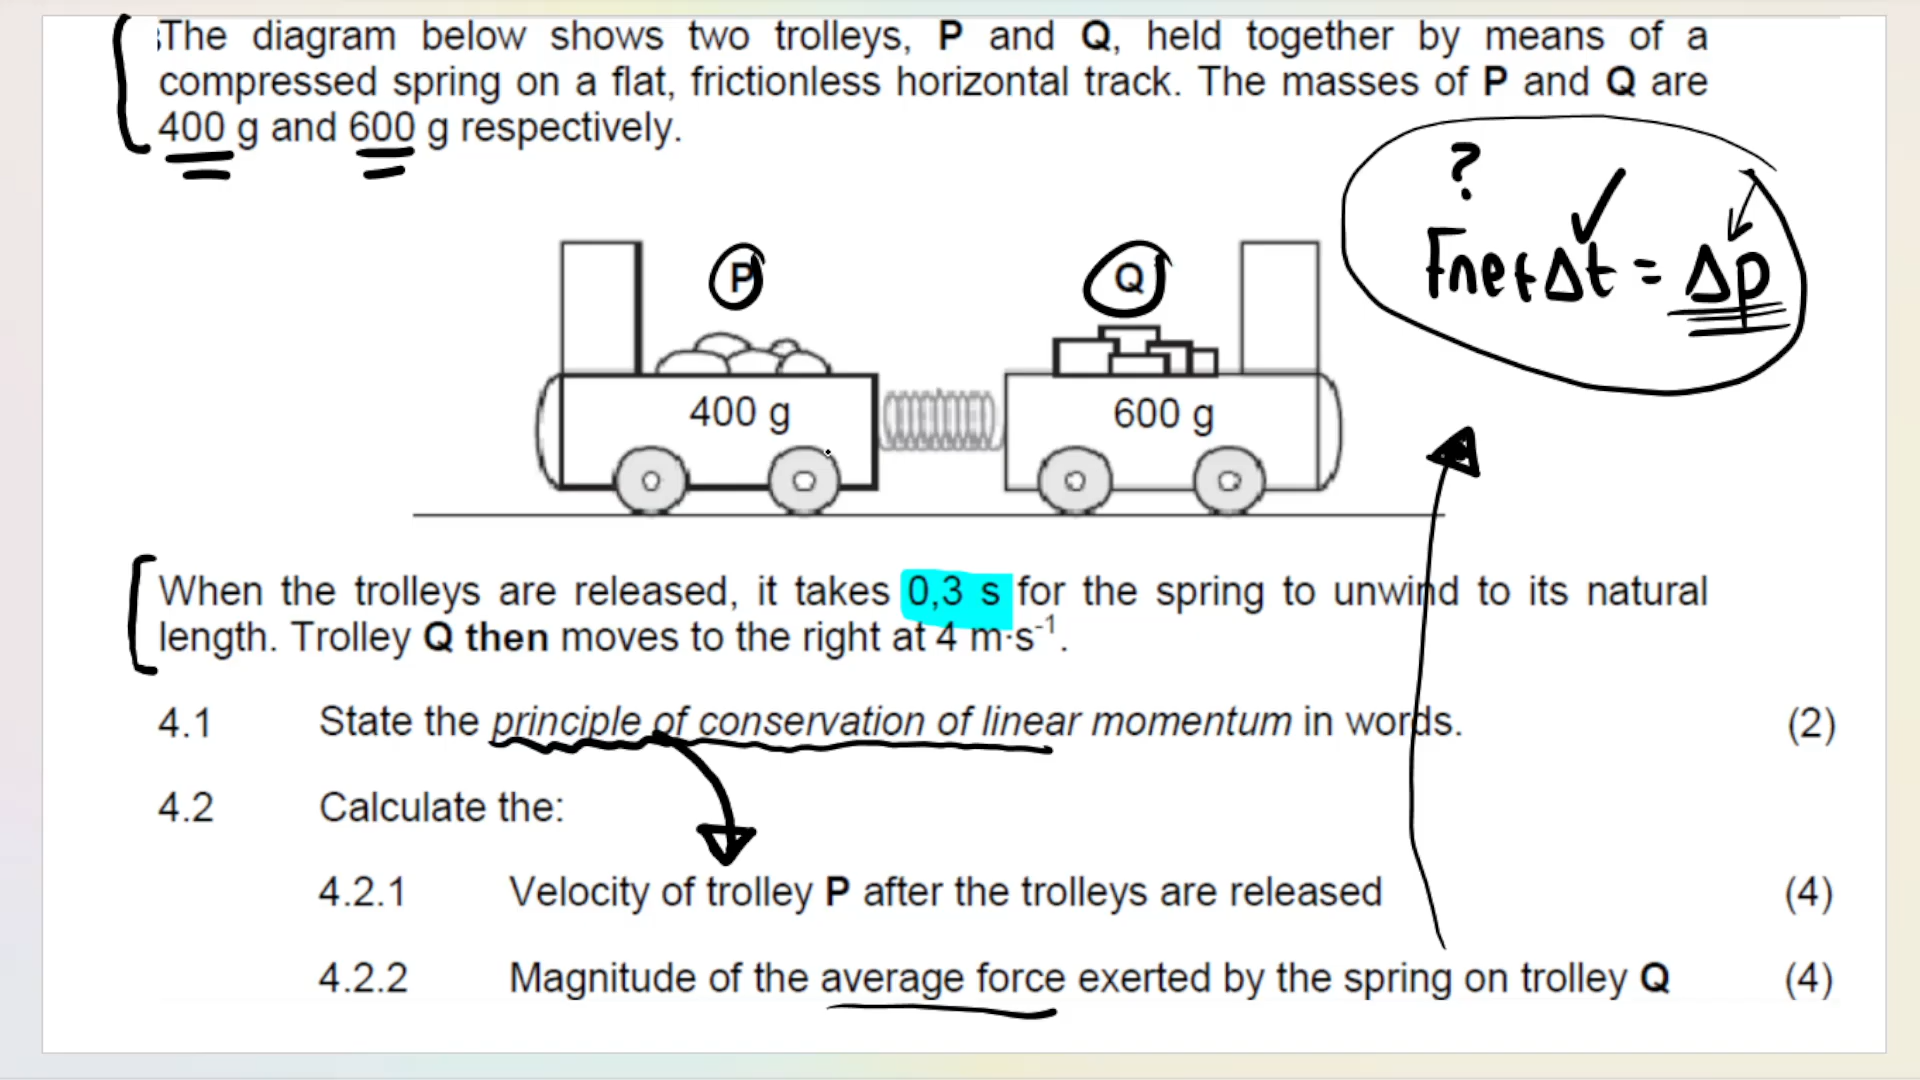 The diagram below shows two trolleys, P and Q, held together by means of a
compressed spring on a flat, frictionless horizontal track. The masses of P and Q are
400 g and 600 g respectively.
?
P
Q
Fnet Δt = Δp
400 g
600 g
When the trolleys are released, it takes 0,3 s for the spring to unwind to its natural
length. Trolley Q then moves to the right at 4 m·s⁻¹.
4.1 State the principle of conservation of linear momentum in words. (2)
4.2 Calculate the:
4.2.1 Velocity of trolley P after the trolleys are released (4)
4.2.2 Magnitude of the average force exerted by the spring on trolley Q (4)